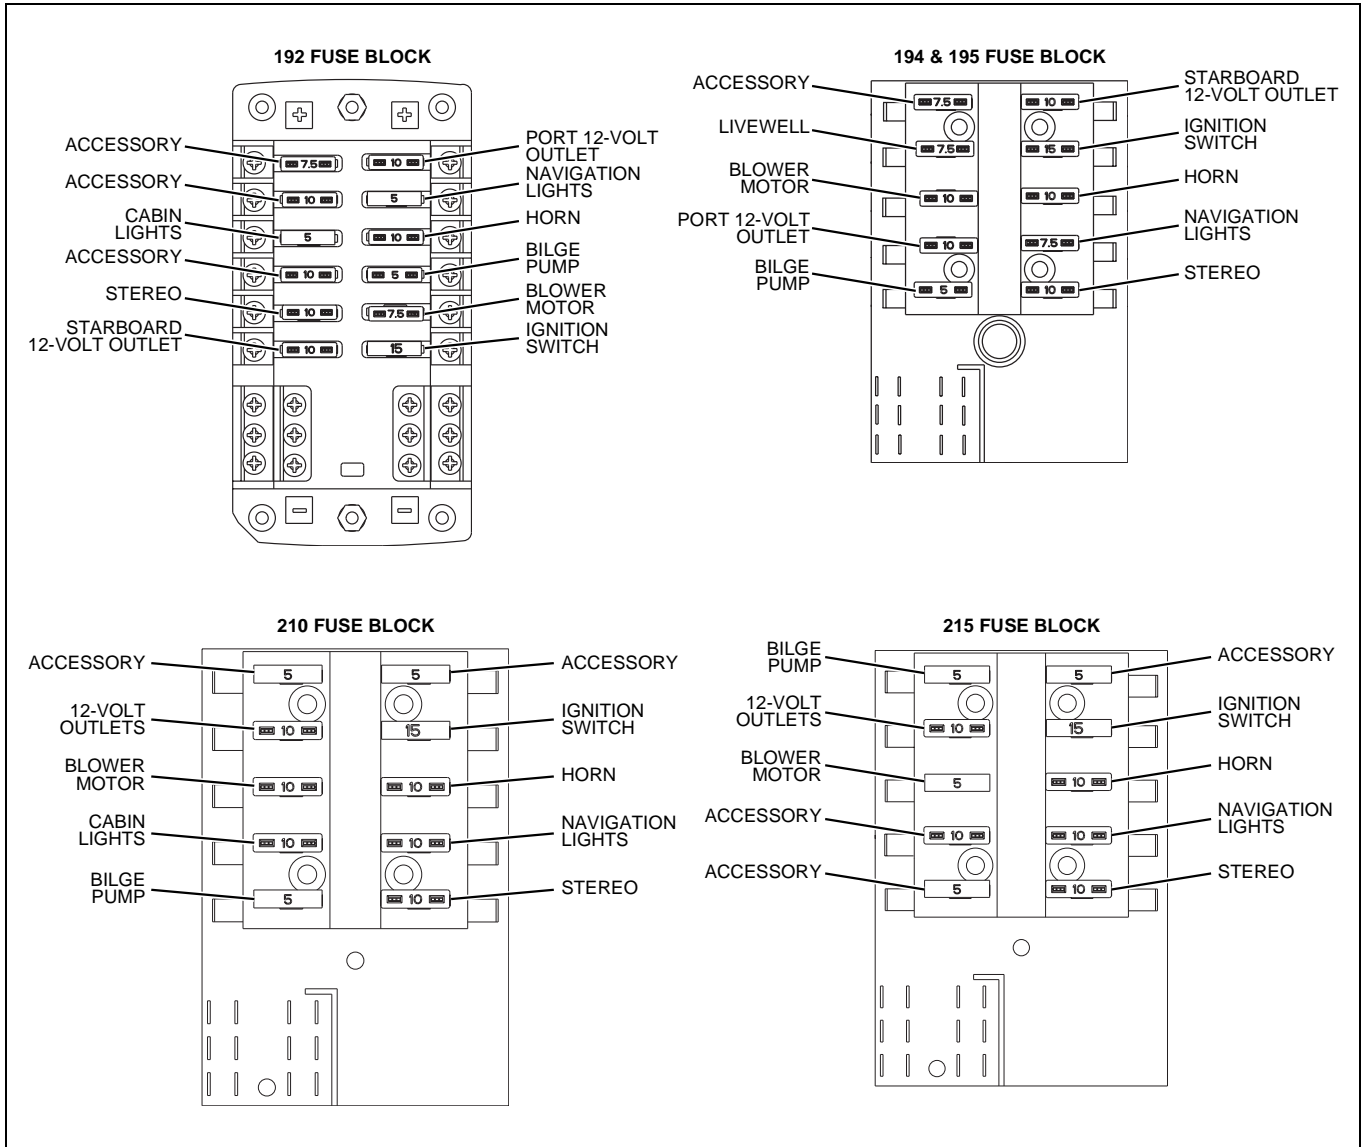 192 FUSE BLOCK
ACCESSORY
ACCESSORY
CABIN
LIGHTS
ACCESSORY
STEREO
STARBOARD
12-VOLT OUTLET
7.5
10
5
10
10
10
10
5
10
5
7.5
15
PORT 12-VOLT
OUTLET
NAVIGATION
LIGHTS
HORN
BILGE
PUMP
BLOWER
MOTOR
IGNITION
SWITCH
194 & 195 FUSE BLOCK
ACCESSORY
LIVEWELL
BLOWER
MOTOR
PORT 12-VOLT
OUTLET
BILGE
PUMP
7.5
7.5
10
10
5
10
15
10
7.5
10
STARBOARD
12-VOLT OUTLET
IGNITION
SWITCH
HORN
NAVIGATION
LIGHTS
STEREO
210 FUSE BLOCK
ACCESSORY
12-VOLT
OUTLETS
BLOWER
MOTOR
CABIN
LIGHTS
BILGE
PUMP
5
10
10
10
5
5
15
10
10
10
ACCESSORY
IGNITION
SWITCH
HORN
NAVIGATION
LIGHTS
STEREO
215 FUSE BLOCK
BILGE
PUMP
12-VOLT
OUTLETS
BLOWER
MOTOR
ACCESSORY
ACCESSORY
5
10
5
10
5
5
15
10
10
10
ACCESSORY
IGNITION
SWITCH
HORN
NAVIGATION
LIGHTS
STEREO